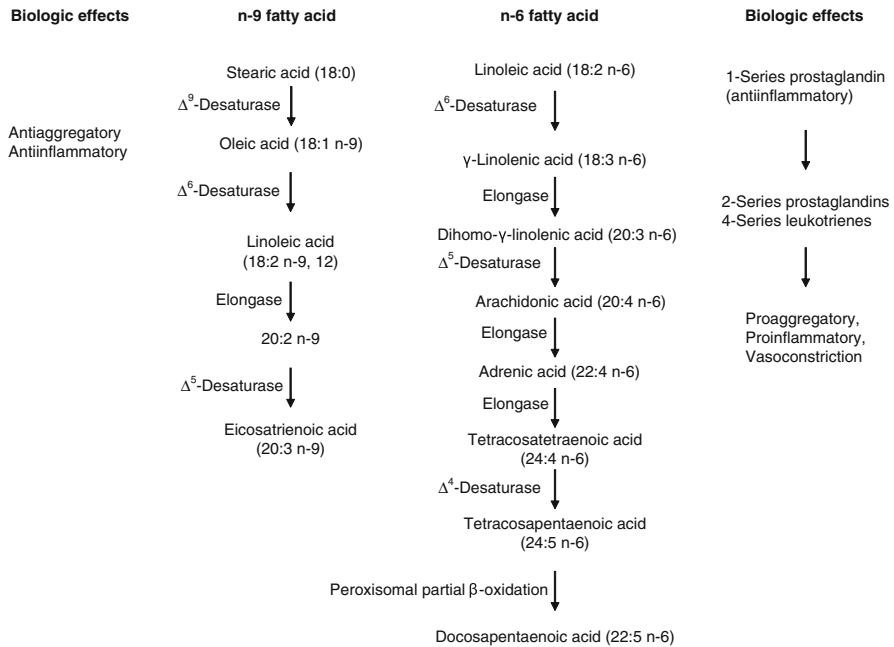 Biologic effects
n-9 fatty acid
n-6 fatty acid
Biologic effects
Antiaggregatory
Antiinflammatory
Stearic acid (18:0)
Δ⁹-Desaturase
Oleic acid (18:1 n-9)
Δ⁶-Desaturase
Linoleic acid
(18:2 n-9, 12)
Elongase
20:2 n-9
Δ⁵-Desaturase
Eicosatrienoic acid
(20:3 n-9)
Linoleic acid (18:2 n-6)
Δ⁶-Desaturase
γ-Linolenic acid (18:3 n-6)
Elongase
Dihomo-γ-linolenic acid (20:3 n-6)
Δ⁵-Desaturase
Arachidonic acid (20:4 n-6)
Elongase
Adrenic acid (22:4 n-6)
Elongase
Tetracosatetraenoic acid
(24:4 n-6)
Δ⁴-Desaturase
Tetracosapentaenoic acid
(24:5 n-6)
Peroxisomal partial β-oxidation
Docosapentaenoic acid (22:5 n-6)
1-Series prostaglandin
(antiinflammatory)
2-Series prostaglandins
4-Series leukotrienes
Proaggregatory,
Proinflammatory,
Vasoconstriction